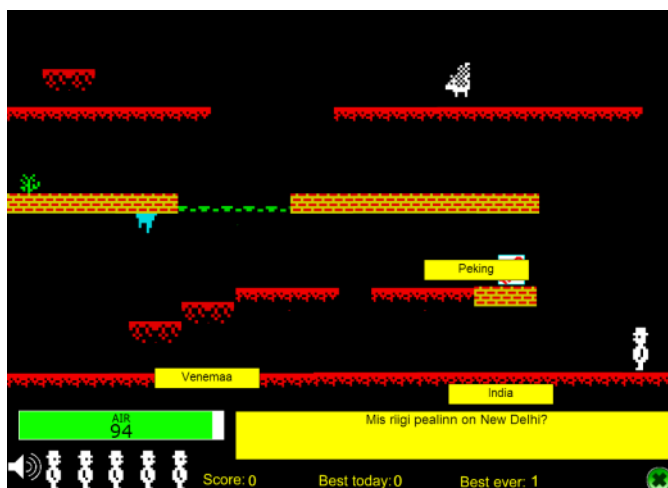 Peking
Venemaa
India
AIR
94
Mis riigi pealinn on New Delhi?
Score: 0
Best today: 0
Best ever: 1